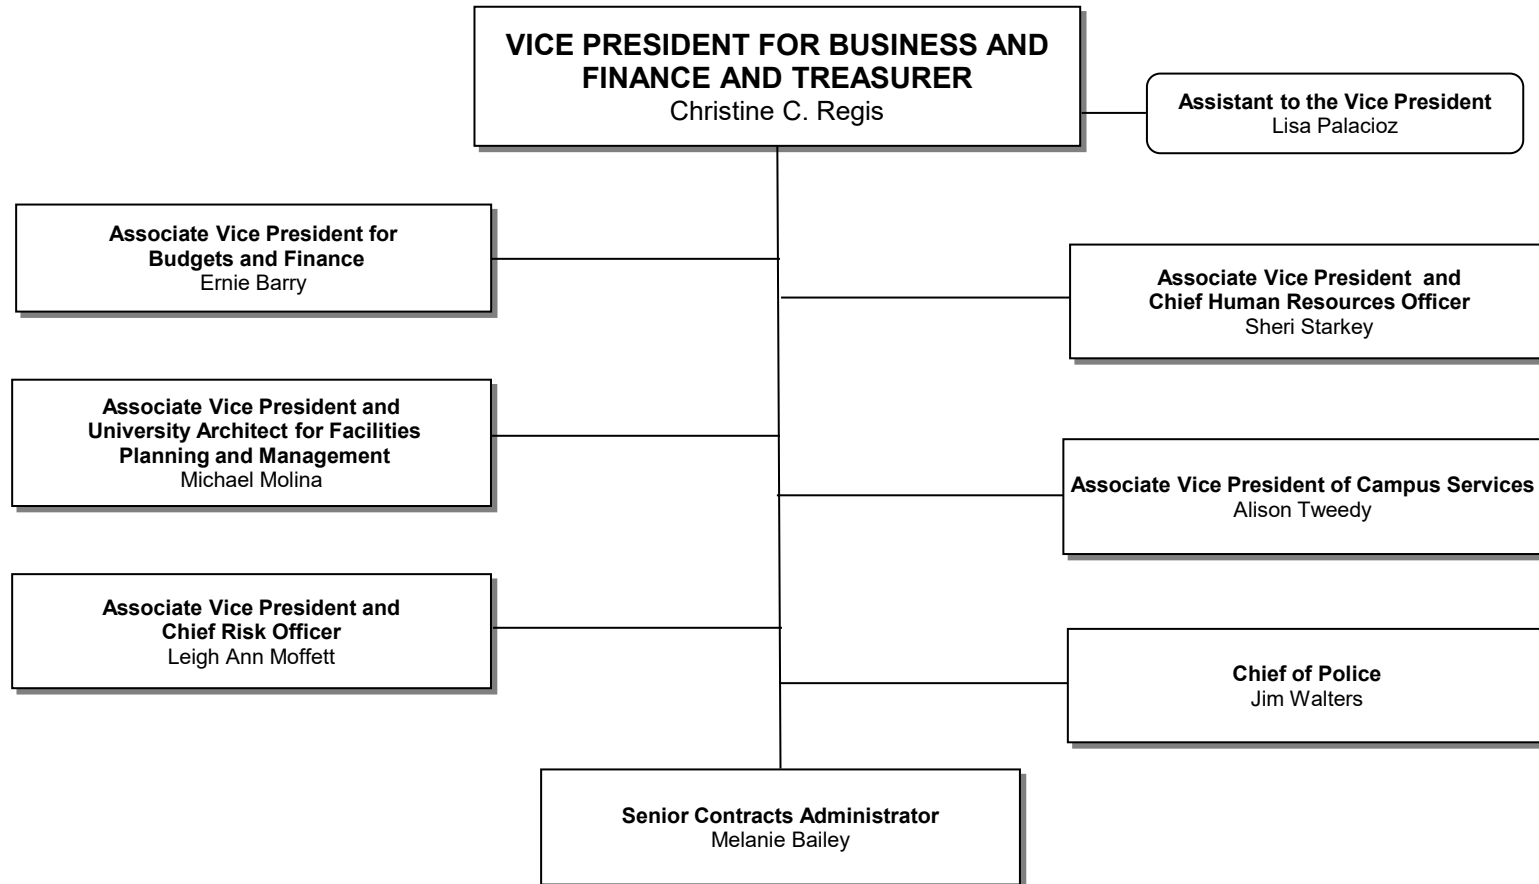 VICE PRESIDENT FOR BUSINESS AND
FINANCE AND TREASURER
Christine C. Regis
Assistant to the Vice President
Lisa Palacioz
Associate Vice President for
Budgets and Finance
Ernie Barry
Associate Vice President and
Chief Human Resources Officer
Sheri Starkey
Associate Vice President and
University Architect for Facilities
Planning and Management
Michael Molina
Associate Vice President of Campus Services
Alison Tweedy
Associate Vice President and
Chief Risk Officer
Leigh Ann Moffett
Chief of Police
Jim Walters
Senior Contracts Administrator
Melanie Bailey